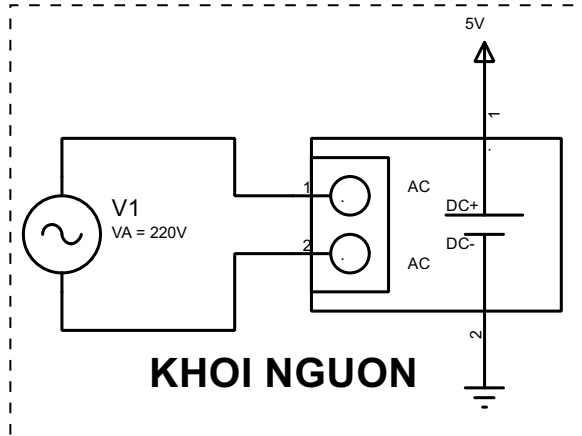 5V
1
V1
VA = 220V
1
AC
DC+
2
DC-
AC
2
KHOI NGUON